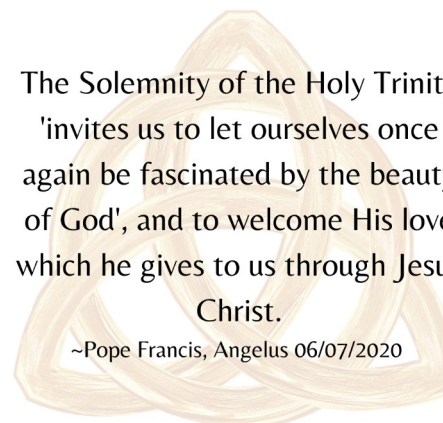 The Solemnity of the Holy Trinit
'invites us to let ourselves once
again be fascinated by the beaut
of God', and to welcome His lov
which he gives to us through Jesu
Christ.
~Pope Francis, Angelus 06/07/2020